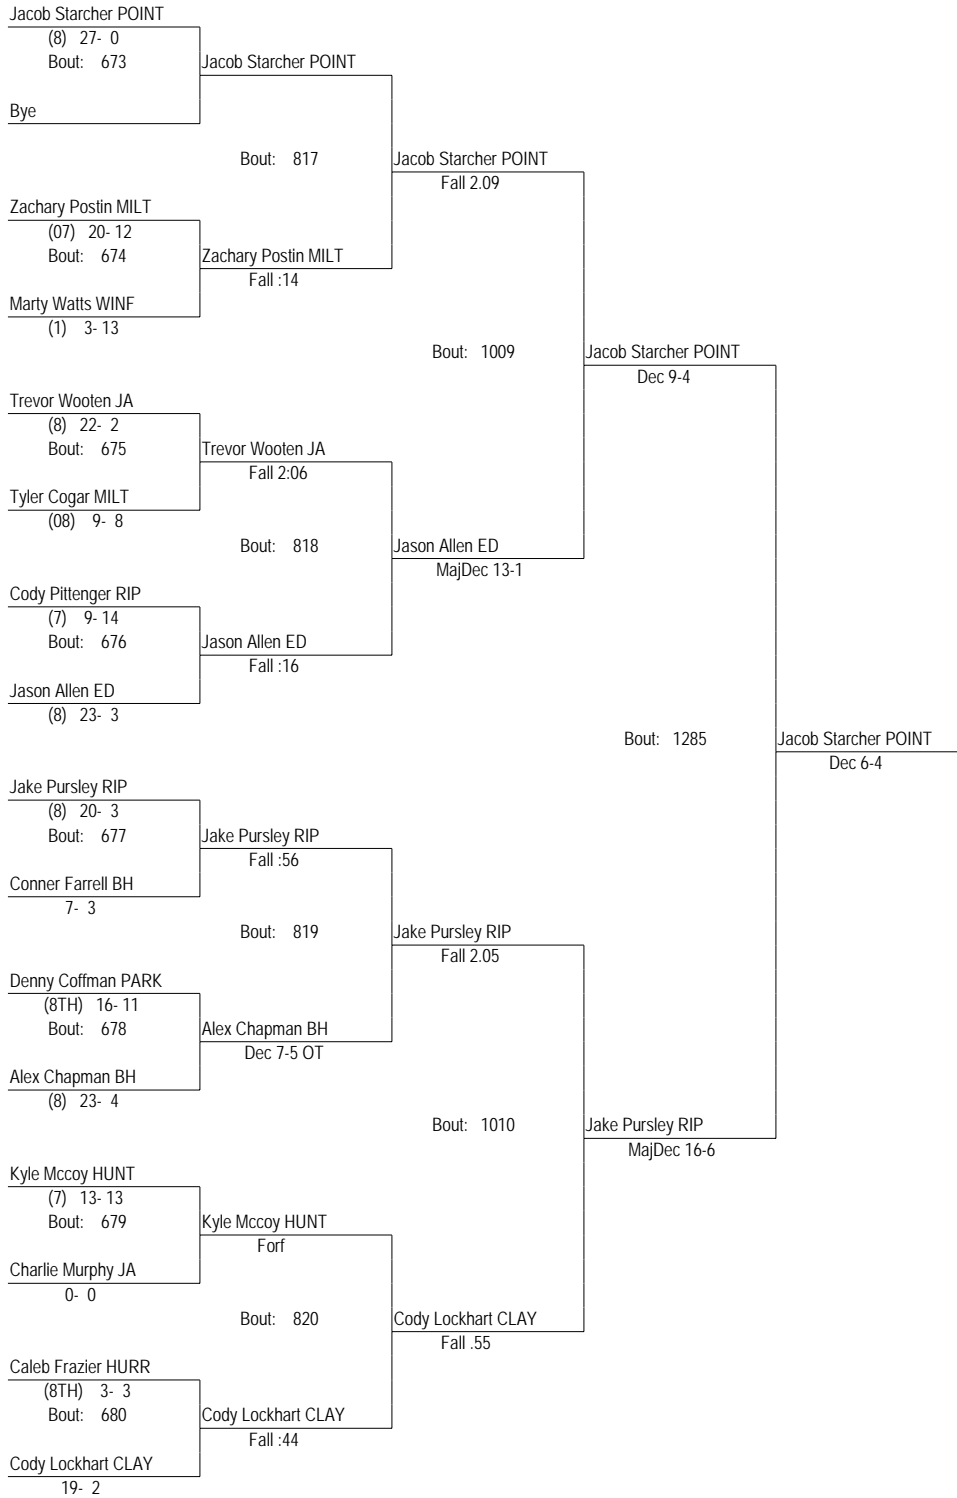 Jacob Starcher POINT
(8) 27- 0
Bout: 673
Jacob Starcher POINT
Bye
Bout: 817
Jacob Starcher POINT
Fall 2.09
Zachary Postin MILT
(07) 20- 12
Bout: 674
Zachary Postin MILT
Fall :14
Marty Watts WINF
(1) 3- 13
Bout: 1009
Jacob Starcher POINT
Dec 9-4
Trevor Wooten JA
(8) 22- 2
Bout: 675
Trevor Wooten JA
Fall 2:06
Tyler Cogar MILT
(08) 9- 8
Bout: 818
Jason Allen ED
MajDec 13-1
Cody Pittenger RIP
(7) 9- 14
Bout: 676
Jason Allen ED
Fall :16
Jason Allen ED
(8) 23- 3
Bout: 1285
Jacob Starcher POINT
Dec 6-4
Jake Pursley RIP
(8) 20- 3
Bout: 677
Jake Pursley RIP
Fall :56
Conner Farrell BH
7- 3
Bout: 819
Jake Pursley RIP
Fall 2.05
Denny Coffman PARK
(8TH) 16- 11
Bout: 678
Alex Chapman BH
Dec 7-5 OT
Alex Chapman BH
(8) 23- 4
Bout: 1010
Jake Pursley RIP
MajDec 16-6
Kyle Mccoy HUNT
(7) 13- 13
Bout: 679
Kyle Mccoy HUNT
Forf
Charlie Murphy JA
0- 0
Bout: 820
Cody Lockhart CLAY
Fall .55
Caleb Frazier HURR
(8TH) 3- 3
Bout: 680
Cody Lockhart CLAY
Fall :44
Cody Lockhart CLAY
19- 2